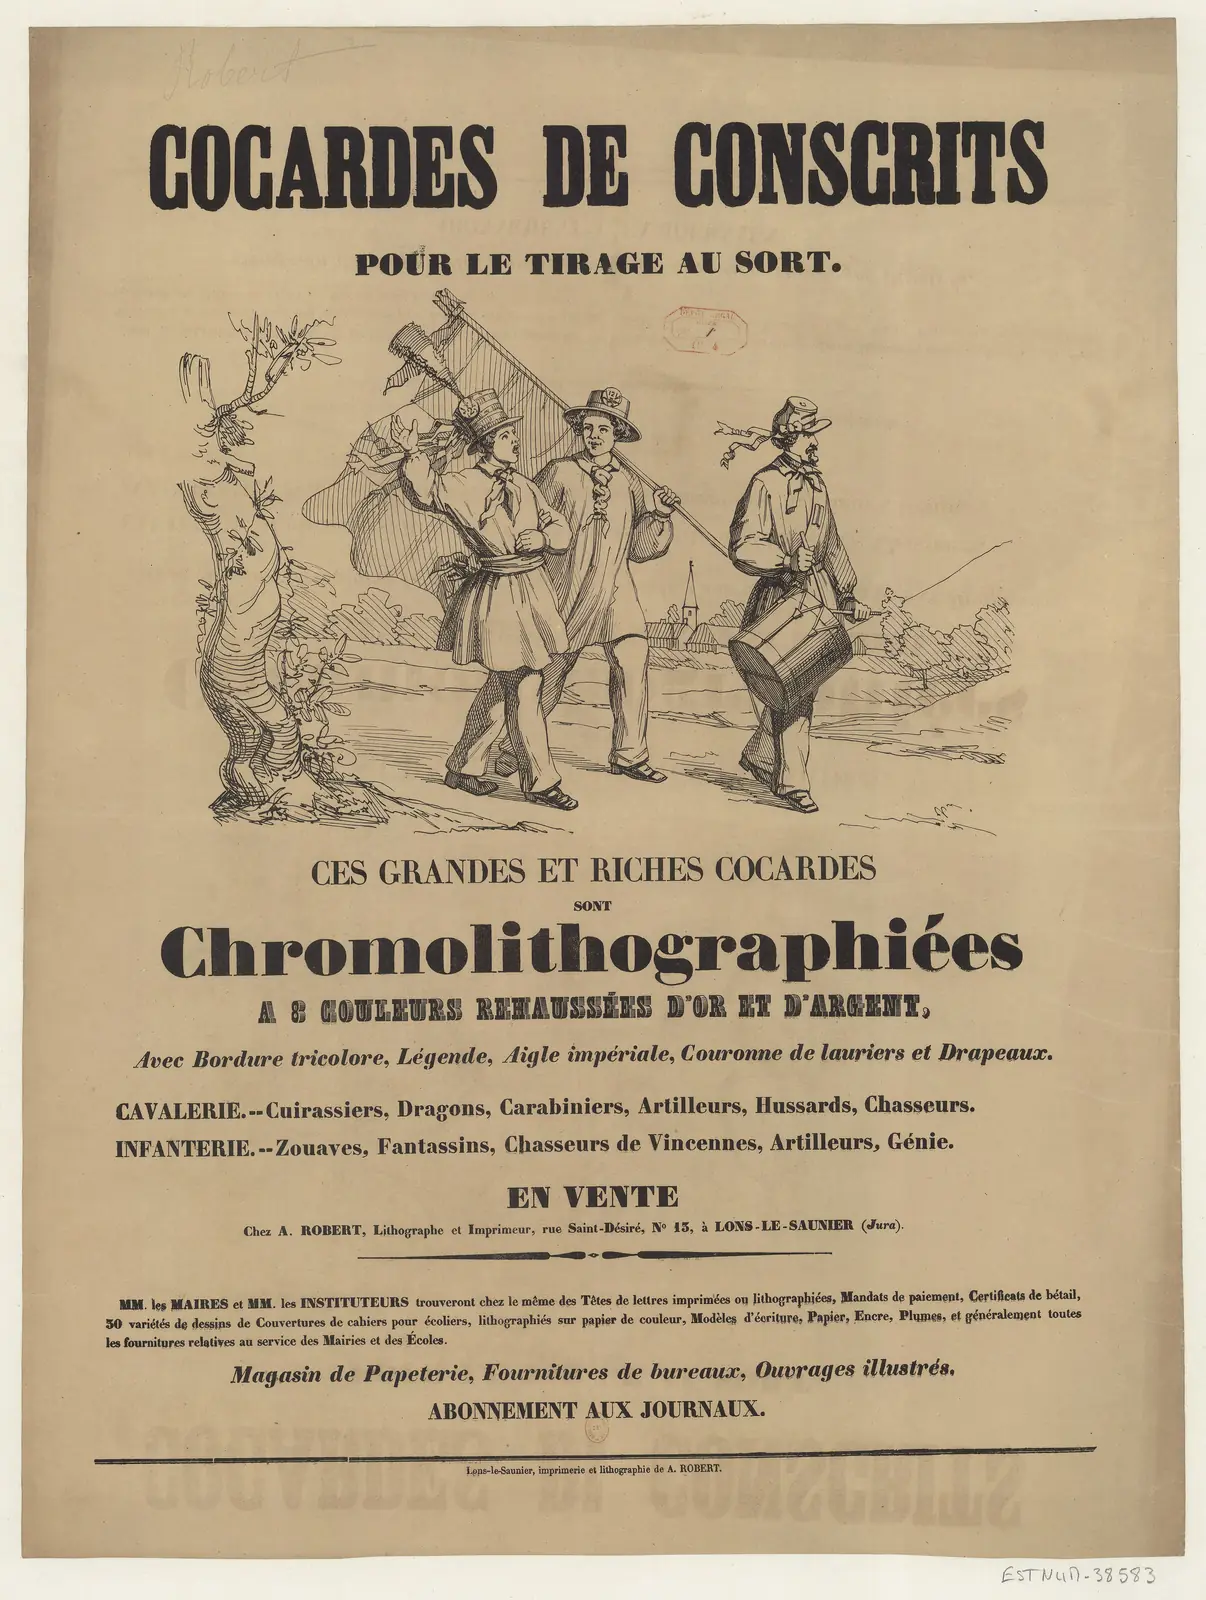 Robert
COCARDES DE CONSCRITS
POUR LE TIRAGE AU SORT.
CES GRANDES ET RICHES COCARDES
SONT
Chromolithographiées
A 8 COULEURS REHAUSSÉES D'OR ET D'ARGENT,
Avec Bordure tricolore, Légende, Aigle impériale, Couronne de lauriers et Drapeaux.
CAVALERIE.--Cuirassiers, Dragons, Carabiniers, Artilleurs, Hussards, Chasseurs.
INFANTERIE.--Zouaves, Fantassins, Chasseurs de Vincennes, Artilleurs, Génie.
EN VENTE
Chez A. ROBERT, Lithographe et Imprimeur, rue Saint-Désiré, No 13, à LONS-LE-SAUNIER (Jura).
MM. les MAIRES et MM. les INSTITUTEURS trouveront chez le même des Têtes de lettres imprimées ou lithographiées, Mandats de paiement, Certificats de bétail,
50 variétés de dessins de Couvertures de cahiers pour écoliers, lithographiés sur papier de couleur, Modèles d'écriture, Papier, Encre, Plumes, et généralement toutes
les fournitures relatives au service des Mairies et des Écoles.
Magasin de Papeterie, Fournitures de bureaux, Ouvrages illustrés.
ABONNEMENT AUX JOURNAUX.
Lons-le-Saunier, imprimerie et lithographie de A. ROBERT.
ESTNUM-38583